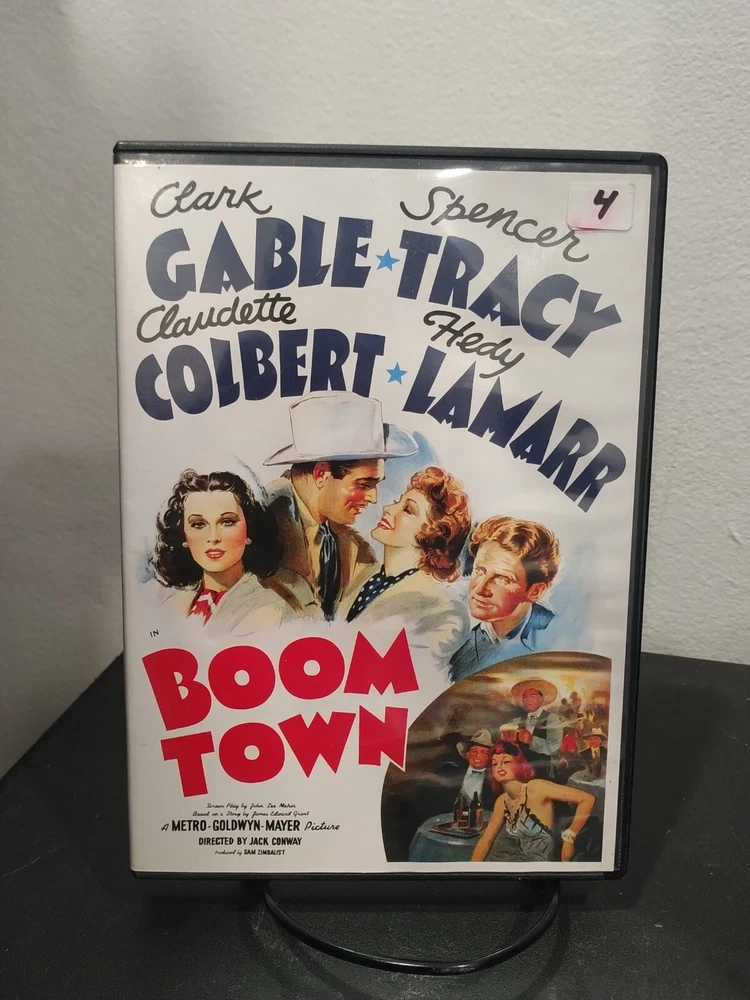 4
Clark Spencer
GABLE ★ TRACY
Claudette Hedy
COLBERT ★ LAMARR
IN
BOOM
TOWN
Screen Play by John Lee Mahin
Based on a Story by James Edward Grant
A METRO-GOLDWYN-MAYER Picture
DIRECTED BY JACK CONWAY
Produced by SAM ZIMBALIST